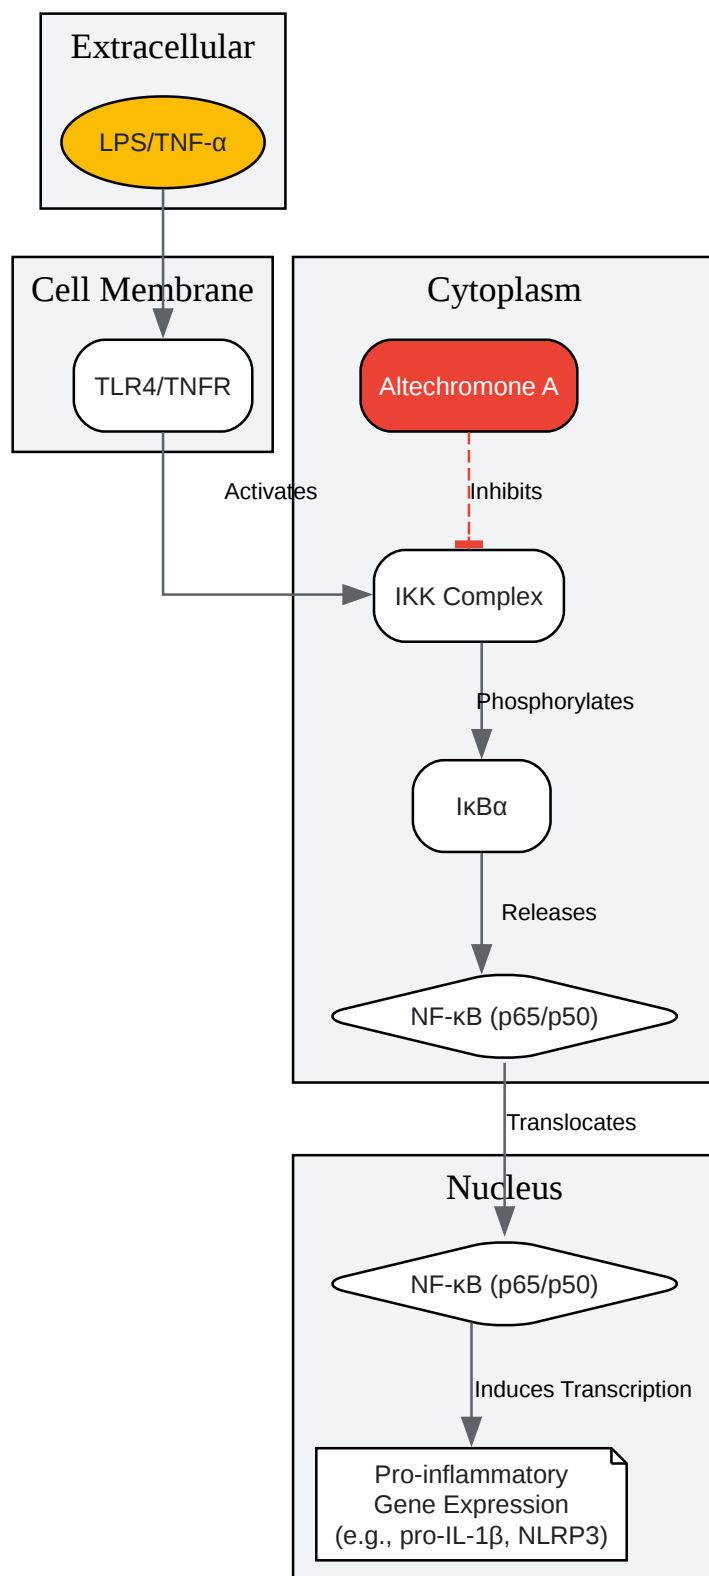 Extracellular
LPS/TNF-α
Cell Membrane
TLR4/TNFR
Cytoplasm
Altechromone A
Activates
Inhibits
IKK Complex
Phosphorylates
IκBα
Releases
NF-κB (p65/p50)
Translocates
Nucleus
NF-κB (p65/p50)
Induces Transcription
Pro-inflammatory
Gene Expression
(e.g., pro-IL-1β, NLRP3)